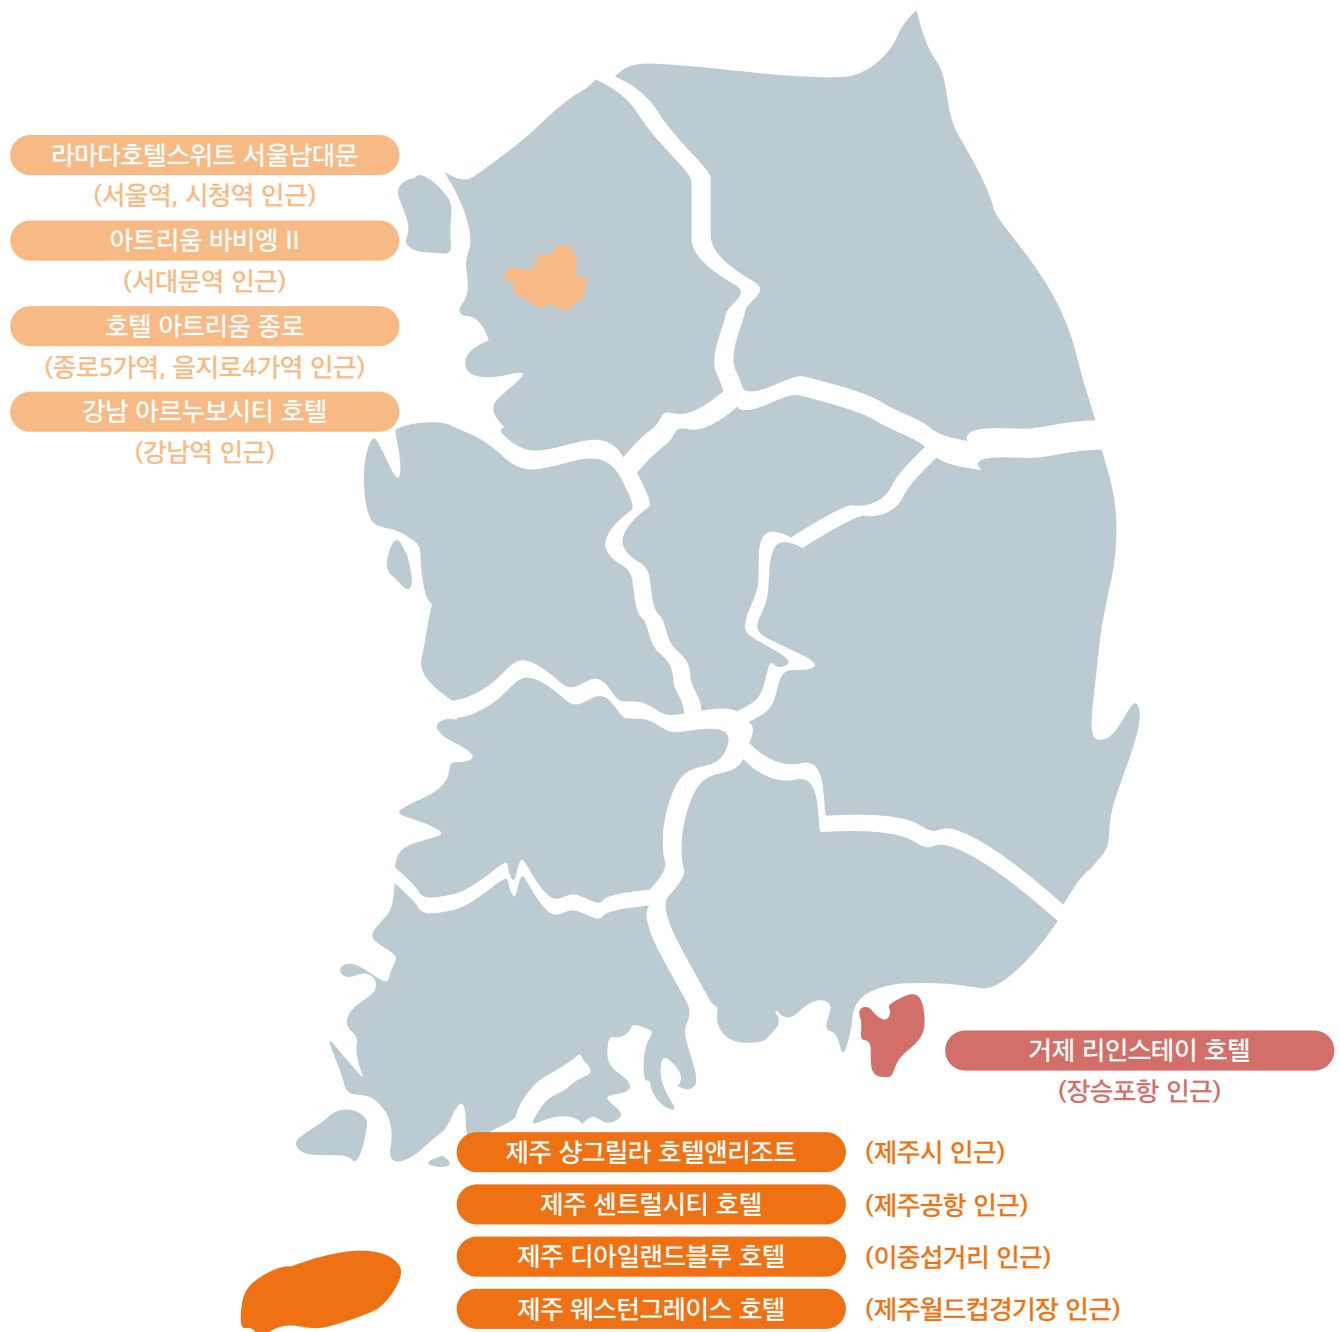 라마다호텔스위트 서울남대문
(서울역, 시청역 인근)
아트리움 바비엥 II
(서대문역 인근)
호텔 아트리움 종로
(종로5가역, 을지로4가역 인근)
강남 아르누보시티 호텔
(강남역 인근)
거제 리인스테이 호텔
(장승포항 인근)
제주 샹그릴라 호텔앤리조트 (제주시 인근)
제주 센트럴시티 호텔 (제주공항 인근)
제주 디아일랜드블루 호텔 (이중섭거리 인근)
제주 웨스턴그레이스 호텔 (제주월드컵경기장 인근)